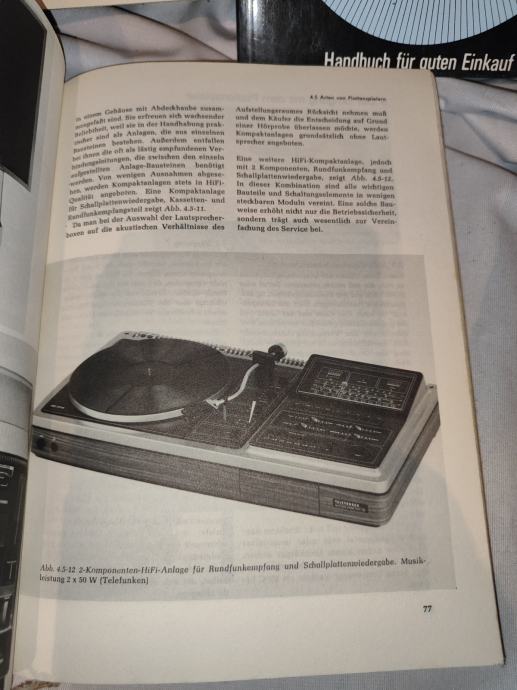 Handbuch für guten Einkauf
4.5 Arten von Plattenspielern
in einem Gehäuse mit Abdeckhaube zusam-
mengefaßt sind. Sie erfreuen sich wachsender
Beliebtheit, weil sie in der Handhabung prak-
tischer sind als Anlagen, die aus einzelnen
Bausteinen bestehen. Außerdem entfallen
bei ihnen die oft als lästig empfundenen Ver-
bindungsleitungen, die zwischen den einzeln
aufgestellten Anlage-Bausteinen benötigt
werden. Von wenigen Ausnahmen abgese-
hen, werden Kompaktanlagen stets in HiFi-
Qualität angeboten. Eine Kompaktanlage
für Schallplattenwiedergabe, Kassetten- und
Rundfunkempfangsteil zeigt Abb. 4.5-11.
Da man bei der Auswahl der Lautsprecher-
boxen auf die akustischen Verhältnisse des
Aufstellungsraumes Rücksicht nehmen muß
und dem Käufer die Entscheidung auf Grund
einer Hörprobe überlassen möchte, werden
Kompaktanlagen grundsätzlich ohne Laut-
sprecher angeboten.
Eine weitere HiFi-Kompaktanlage, jedoch
mit 2 Komponenten, Rundfunkempfang und
Schallplattenwiedergabe, zeigt Abb. 4.5-12.
In dieser Kombination sind alle wichtigen
Bauteile und Schaltungselemente in wenigen
steckbaren Moduln vereint. Eine solche Bau-
weise erhöht nicht nur die Betriebssicherheit,
sondern trägt auch wesentlich zur Verein-
fachung des Service bei.
TELEFUNKEN
Abb. 4.5-12 2-Komponenten-HiFi-Anlage für Rundfunkempfang und Schallplattenwiedergabe. Musik-
leistung 2 x 50 W (Telefunken)
77